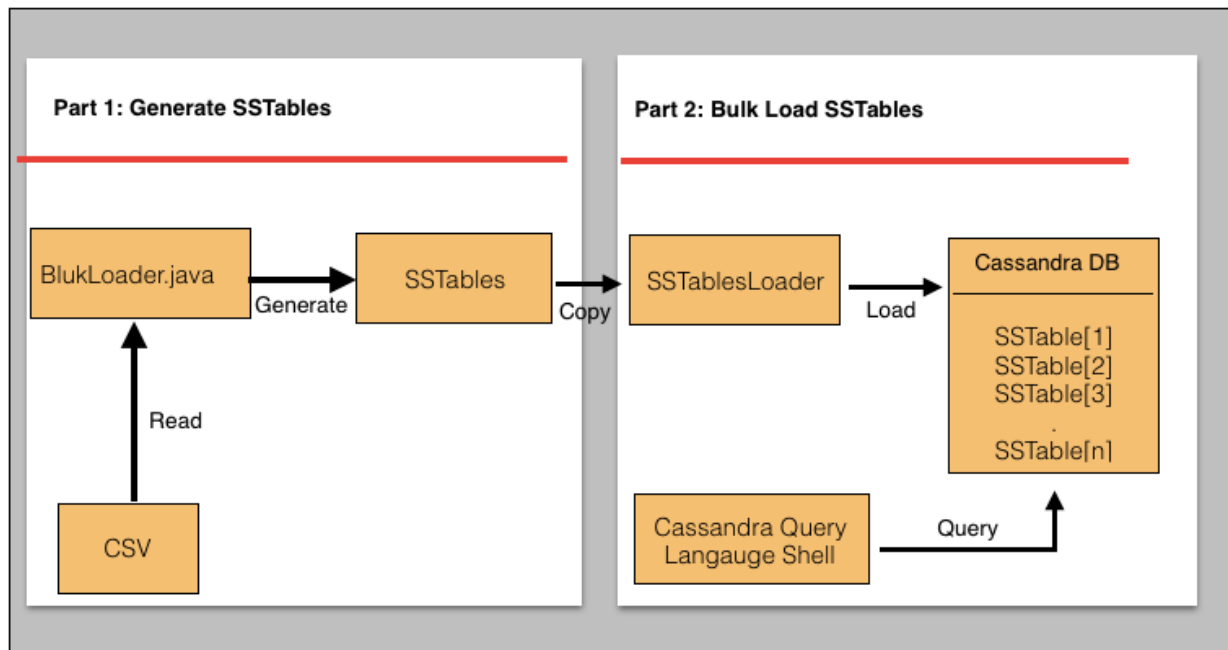 Part 1: Generate SSTables
BlukLoader.java
Generate
SSTables
Copy
Read
CSV
Part 2: Bulk Load SSTables
SSTablesLoader
Load
Cassandra DB
SSTable[1]
SSTable[2]
SSTable[3]
.
SSTable[n]
Cassandra Query
Langauge Shell
Query